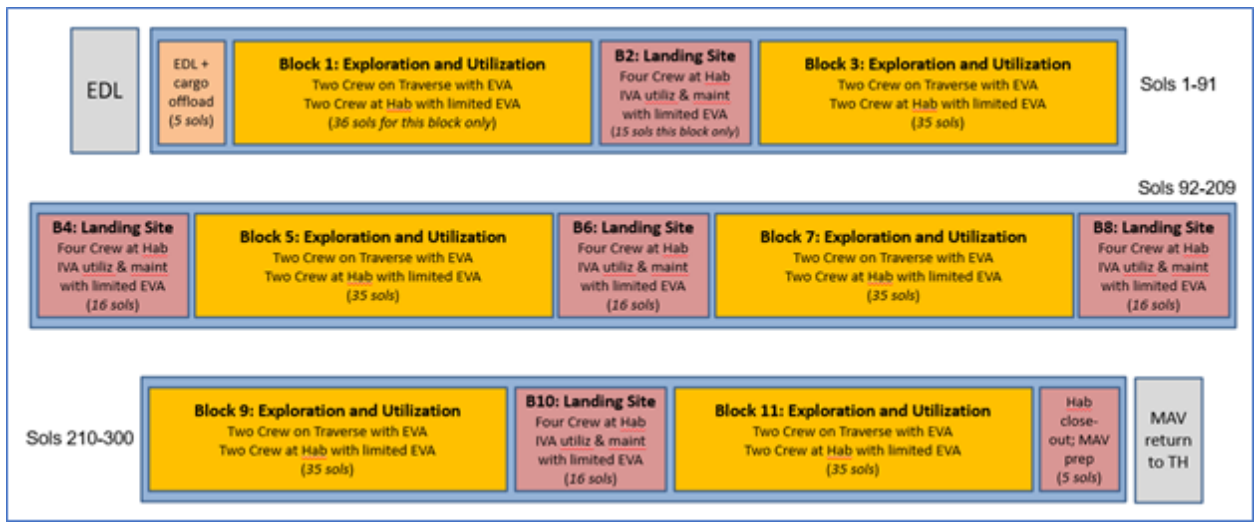 EDL
EDL +
cargo
offload
(5 sols)
Block 1: Exploration and Utilization
Two Crew on Traverse with EVA
Two Crew at Hab with limited EVA
(36 sols for this block only)
B2: Landing Site
Four Crew at Hab
IVA utiliz & maint
with limited EVA
(15 sols this block only)
Block 3: Exploration and Utilization
Two Crew on Traverse with EVA
Two Crew at Hab with limited EVA
(35 sols)
Sols 1-91
Sols 92-209
B4: Landing Site
Four Crew at Hab
IVA utiliz & maint
with limited EVA
(16 sols)
Block 5: Exploration and Utilization
Two Crew on Traverse with EVA
Two Crew at Hab with limited EVA
(35 sols)
B6: Landing Site
Four Crew at Hab
IVA utiliz & maint
with limited EVA
(16 sols)
Block 7: Exploration and Utilization
Two Crew on Traverse with EVA
Two Crew at Hab with limited EVA
(35 sols)
B8: Landing Site
Four Crew at Hab
IVA utiliz & maint
with limited EVA
(16 sols)
Sols 210-300
Block 9: Exploration and Utilization
Two Crew on Traverse with EVA
Two Crew at Hab with limited EVA
(35 sols)
B10: Landing Site
Four Crew at Hab
IVA utiliz & maint
with limited EVA
(16 sols)
Block 11: Exploration and Utilization
Two Crew on Traverse with EVA
Two Crew at Hab with limited EVA
(35 sols)
Hab
close-
out; MAV
prep
(5 sols)
MAV
return
to TH